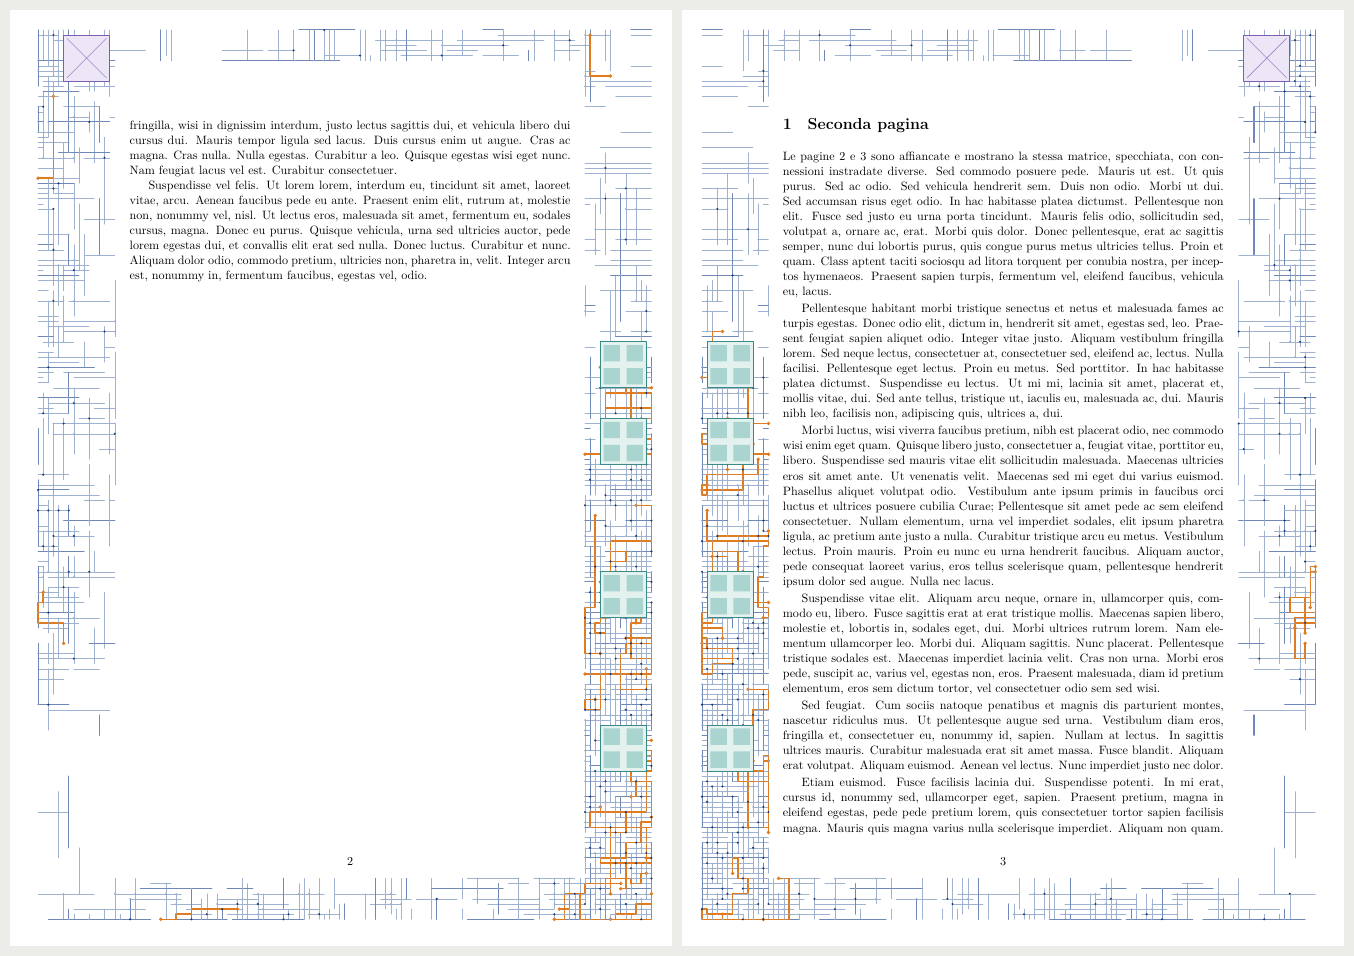 fringilla, wisi in dignissim interdum, justo lectus sagittis dui, et vehicula libero dui
cursus dui. Mauris tempor ligula sed lacus. Duis cursus enim ut augue. Cras ac
magna. Cras nulla. Nulla egestas. Curabitur a leo. Quisque egestas wisi eget nunc.
Nam feugiat lacus vel est. Curabitur consectetuer.
Suspendisse vel felis. Ut lorem lorem, interdum eu, tincidunt sit amet, laoreet
vitae, arcu. Aenean faucibus pede eu ante. Praesent enim elit, rutrum at, molestie
non, nonummy vel, nisl. Ut lectus eros, malesuada sit amet, fermentum eu, sodales
cursus, magna. Donec eu purus. Quisque vehicula, urna sed ultricies auctor, pede
lorem egestas dui, et convallis elit erat sed nulla. Donec luctus. Curabitur et nunc.
Aliquam dolor odio, commodo pretium, ultricies non, pharetra in, velit. Integer arcu
est, nonummy in, fermentum faucibus, egestas vel, odio.
2
1 Seconda pagina
Le pagine 2 e 3 sono affiancate e mostrano la stessa matrice, specchiata, con con-
nessioni instradate diverse. Sed commodo posuere pede. Mauris ut est. Ut quis
purus. Sed ac odio. Sed vehicula hendrerit sem. Duis non odio. Morbi ut dui.
Sed accumsan risus eget odio. In hac habitasse platea dictumst. Pellentesque non
elit. Fusce sed justo eu urna porta tincidunt. Mauris felis odio, sollicitudin sed,
volutpat a, ornare ac, erat. Morbi quis dolor. Donec pellentesque, erat ac sagittis
semper, nunc dui lobortis purus, quis congue purus metus ultricies tellus. Proin et
quam. Class aptent taciti sociosqu ad litora torquent per conubia nostra, per incep-
tos hymenaeos. Praesent sapien turpis, fermentum vel, eleifend faucibus, vehicula
eu, lacus.
Pellentesque habitant morbi tristique senectus et netus et malesuada fames ac
turpis egestas. Donec odio elit, dictum in, hendrerit sit amet, egestas sed, leo. Prae-
sent feugiat sapien aliquet odio. Integer vitae justo. Aliquam vestibulum fringilla
lorem. Sed neque lectus, consectetuer at, consectetuer sed, eleifend ac, lectus. Nulla
facilisi. Pellentesque eget lectus. Proin eu metus. Sed porttitor. In hac habitasse
platea dictumst. Suspendisse eu lectus. Ut mi mi, lacinia sit amet, placerat et,
mollis vitae, dui. Sed ante tellus, tristique ut, iaculis eu, malesuada ac, dui. Mauris
nibh leo, facilisis non, adipiscing quis, ultrices a, dui.
Morbi luctus, wisi viverra faucibus pretium, nibh est placerat odio, nec commodo
wisi enim eget quam. Quisque libero justo, consectetuer a, feugiat vitae, porttitor eu,
libero. Suspendisse sed mauris vitae elit sollicitudin malesuada. Maecenas ultricies
eros sit amet ante. Ut venenatis velit. Maecenas sed mi eget dui varius euismod.
Phasellus aliquet volutpat odio. Vestibulum ante ipsum primis in faucibus orci
luctus et ultrices posuere cubilia Curae; Pellentesque sit amet pede ac sem eleifend
consectetuer. Nullam elementum, urna vel imperdiet sodales, elit ipsum pharetra
ligula, ac pretium ante justo a nulla. Curabitur tristique arcu eu metus. Vestibulum
lectus. Proin mauris. Proin eu nunc eu urna hendrerit faucibus. Aliquam auctor,
pede consequat laoreet varius, eros tellus scelerisque quam, pellentesque hendrerit
ipsum dolor sed augue. Nulla nec lacus.
Suspendisse vitae elit. Aliquam arcu neque, ornare in, ullamcorper quis, com-
modo eu, libero. Fusce sagittis erat at erat tristique mollis. Maecenas sapien libero,
molestie et, lobortis in, sodales eget, dui. Morbi ultrices rutrum lorem. Nam ele-
mentum ullamcorper leo. Morbi dui. Aliquam sagittis. Nunc placerat. Pellentesque
tristique sodales est. Maecenas imperdiet lacinia velit. Cras non urna. Morbi eros
pede, suscipit ac, varius vel, egestas non, eros. Praesent malesuada, diam id pretium
elementum, eros sem dictum tortor, vel consectetuer odio sem sed wisi.
Sed feugiat. Cum sociis natoque penatibus et magnis dis parturient montes,
nascetur ridiculus mus. Ut pellentesque augue sed urna. Vestibulum diam eros,
fringilla et, consectetuer eu, nonummy id, sapien. Nullam at lectus. In sagittis
ultrices mauris. Curabitur malesuada erat sit amet massa. Fusce blandit. Aliquam
erat volutpat. Aliquam euismod. Aenean vel lectus. Nunc imperdiet justo nec dolor.
Etiam euismod. Fusce facilisis lacinia dui. Suspendisse potenti. In mi erat,
cursus id, nonummy sed, ullamcorper eget, sapien. Praesent pretium, magna in
eleifend egestas, pede pede pretium lorem, quis consectetuer tortor sapien facilisis
magna. Mauris quis magna varius nulla scelerisque imperdiet. Aliquam non quam.
3